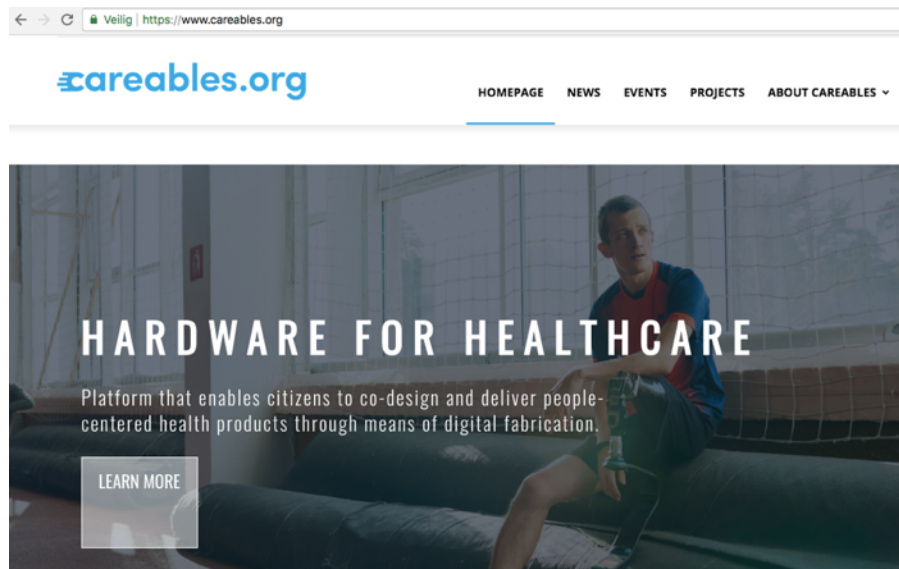 Veilig | https://www.careables.org
careables.org
HOMEPAGE NEWS EVENTS PROJECTS ABOUT CAREABLES
HARDWARE FOR HEALTHCARE
Platform that enables citizens to co-design and deliver people-
centered health products through means of digital fabrication.
LEARN MORE